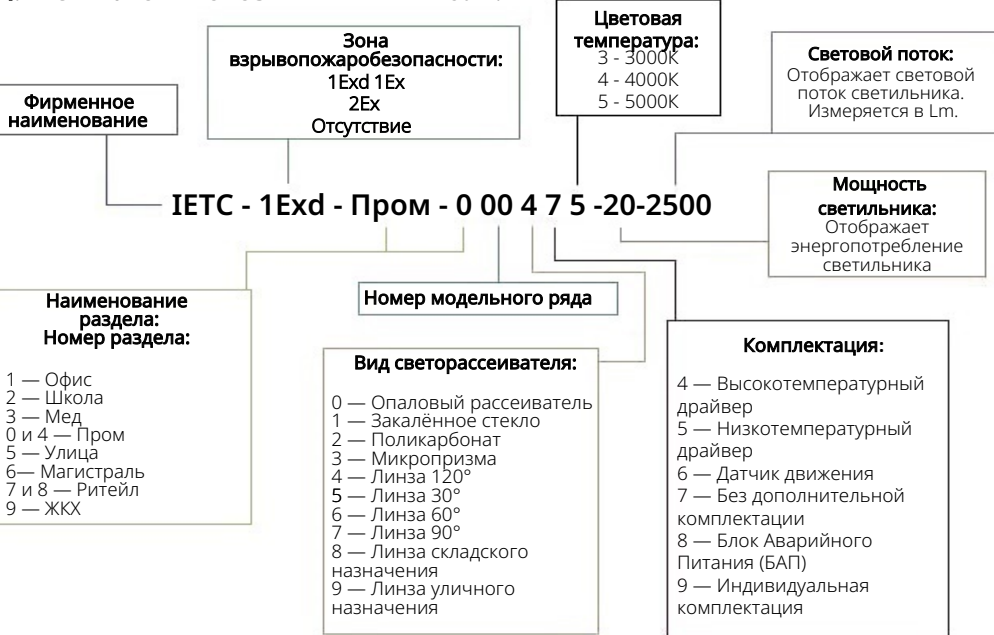 Цветовая
температура:
3 - 3000К
4 - 4000К
5 - 5000К
Зона
взрывопожаробезопасности:
1Exd 1Ex
2Ex
Отсутствие
Световой поток:
Отображает световой
поток светильника.
Измеряется в Lm.
Фирменное
наименование
IETC - 1Exd - Пром - 0 00 4 7 5 -20-2500
Мощность
светильника:
Отображает
энергопотребление
светильника
Номер модельного ряда
Наименование
раздела:
Номер раздела:
1 — Офис
2 — Школа
3 — Мед
0 и 4 — Пром
5 — Улица
6— Магистраль
7 и 8 — Ритейл
9 — ЖКХ
Вид светорассеивателя:
0 — Опаловый рассеиватель
1 — Закалённое стекло
2 — Поликарбонат
3 — Микропризма
4 — Линза 120°
5 — Линза 30°
6 — Линза 60°
7 — Линза 90°
8 — Линза складского
назначения
9 — Линза уличного
назначения
Комплектация:
4 — Высокотемпературный
драйвер
5 — Низкотемпературный
драйвер
6 — Датчик движения
7 — Без дополнительной
комплектации
8 — Блок Аварийного
Питания (БАП)
9 — Индивидуальная
комплектация